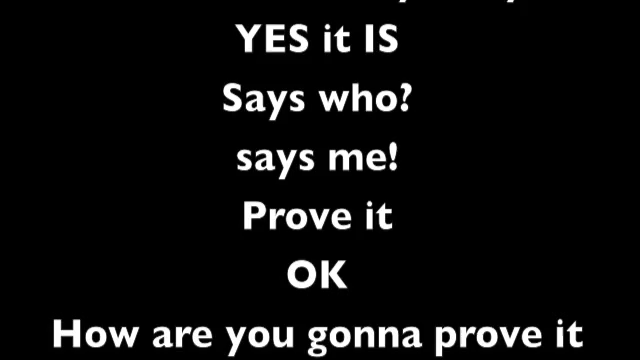 YES it IS
Says who?
says me!
Prove it
OK
How are you gonna prove it